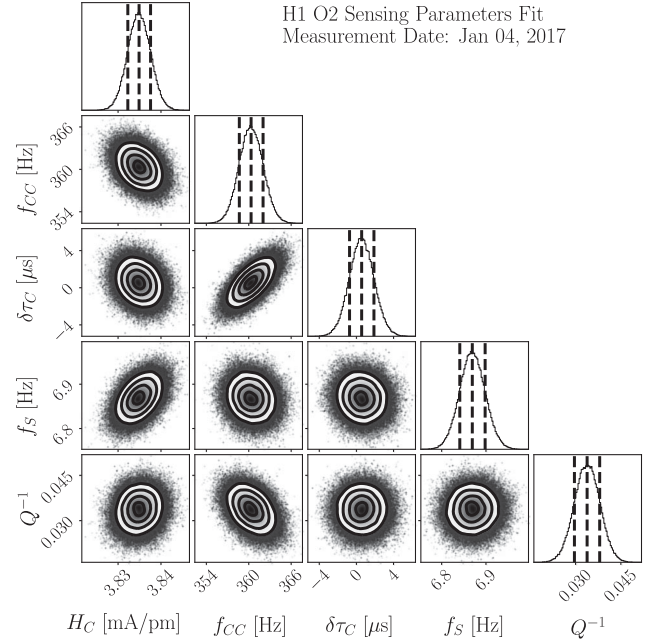 H1 O2 Sensing Parameters Fit
Measurement Date: Jan 04, 2017
366
360
354
f_CC [Hz]
4
0
−4
δτ_C [μs]
6.9
6.8
f_S [Hz]
0.045
0.030
Q⁻¹
3.83 3.84 354 360 366 −4 0 4 6.8 6.9 0.030 0.045
H_C [mA/pm] f_CC [Hz] δτ_C [μs] f_S [Hz] Q⁻¹